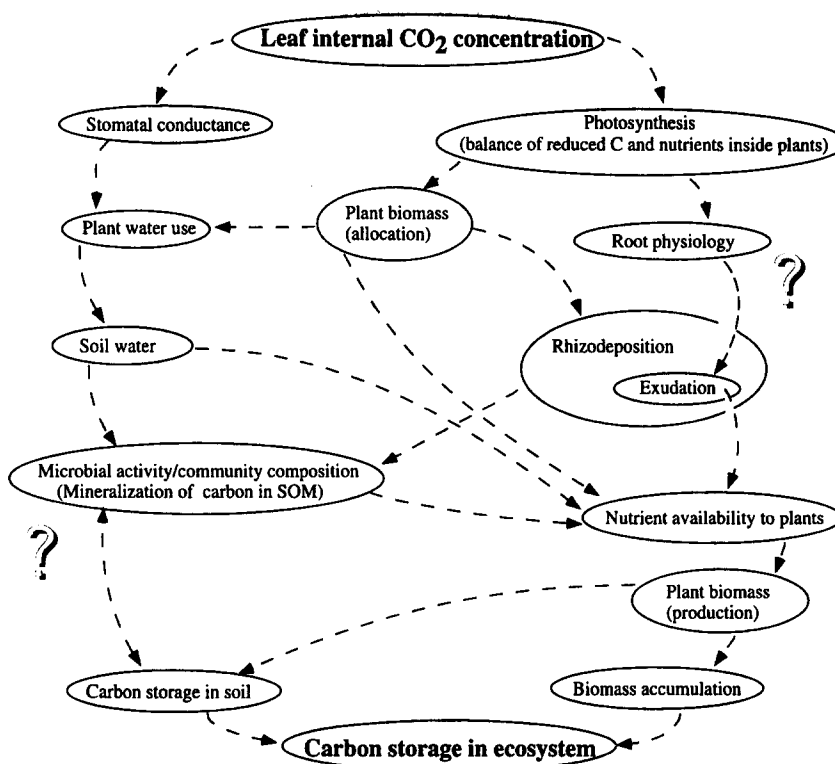 Leaf internal CO2 concentration
Stomatal conductance
Photosynthesis
(balance of reduced C and nutrients inside plants)
Plant biomass
(allocation)
Plant water use
Root physiology
?
Soil water
Rhizodeposition
Exudation
Microbial activity/community composition
(Mineralization of carbon in SOM)
Nutrient availability to plants
?
Plant biomass
(production)
Carbon storage in soil
Biomass accumulation
Carbon storage in ecosystem